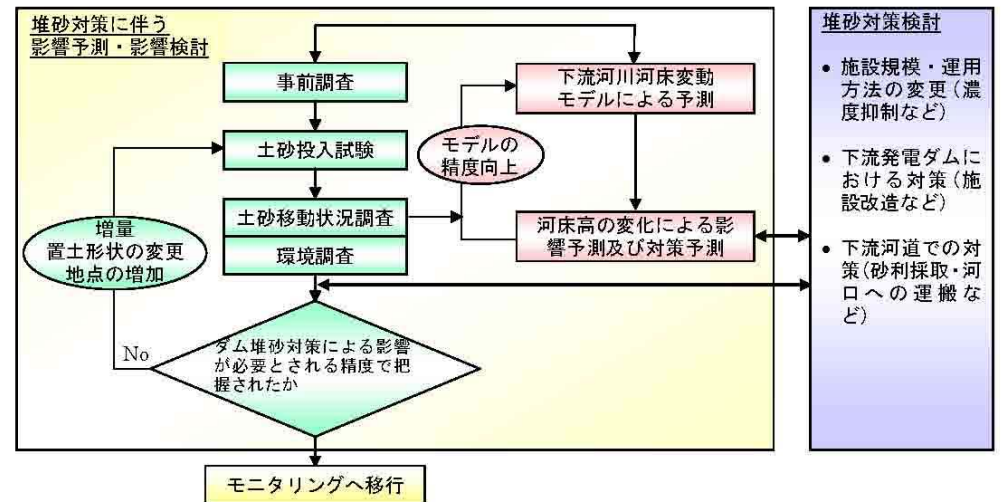 堆砂対策に伴う
影響予測・影響検討
事前調査
土砂投入試験
土砂移動状況調査
環境調査
増量
置土形状の変更
地点の増加
No
ダム堆砂対策による影響
が必要とされる精度で把
握されたか
モニタリングへ移行
下流河川河床変動
モデルによる予測
モデルの
精度向上
河床高の変化による影
響予測及び対策予測
堆砂対策検討
• 施設規模・運用
方法の変更(濃
度抑制など)
• 下流発電ダムに
おける対策(施
設改造など)
• 下流河道での対
策(砂利採取・河
口への運搬な
ど)